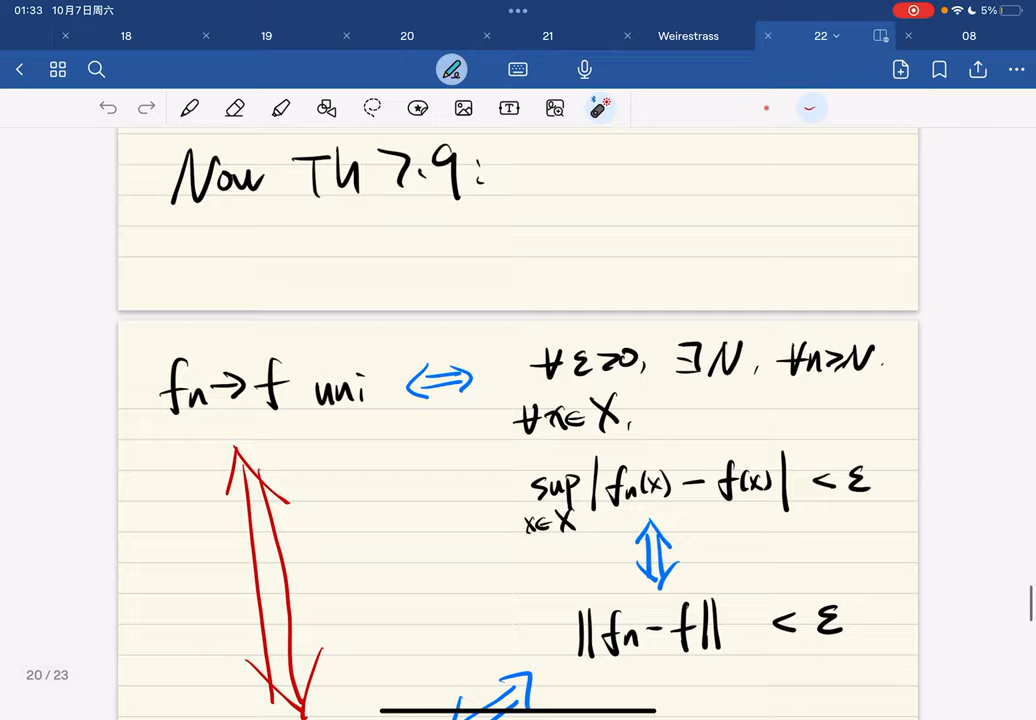 01:33 10月7日周六
5%
18
19
20
21
Weirestrass
22
08
Now Th 7.9:
fn→f uni ⇔ ∀ε>0, ∃N, ∀n≥N.
∀x∈X,
sup |fn(x) − f(x)| < ε
x∈X
||fn−f|| < ε
20 / 23